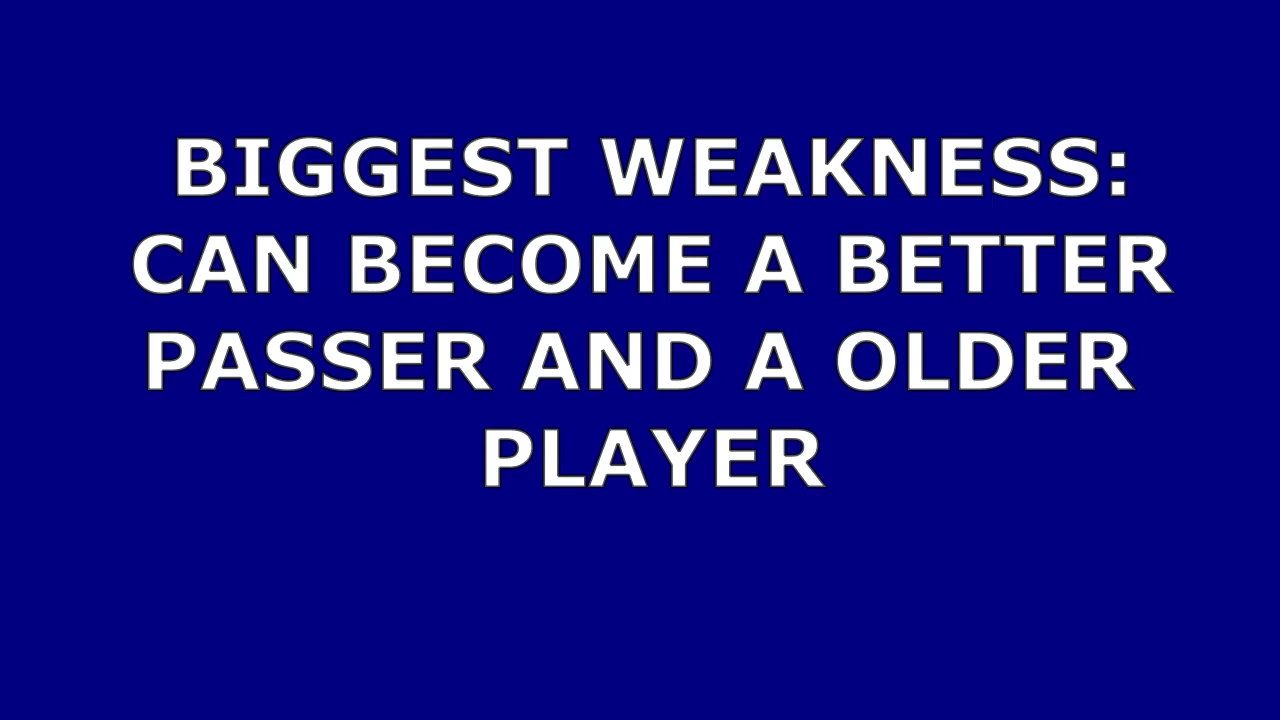 BIGGEST WEAKNESS:
CAN BECOME A BETTER
PASSER AND A OLDER
PLAYER